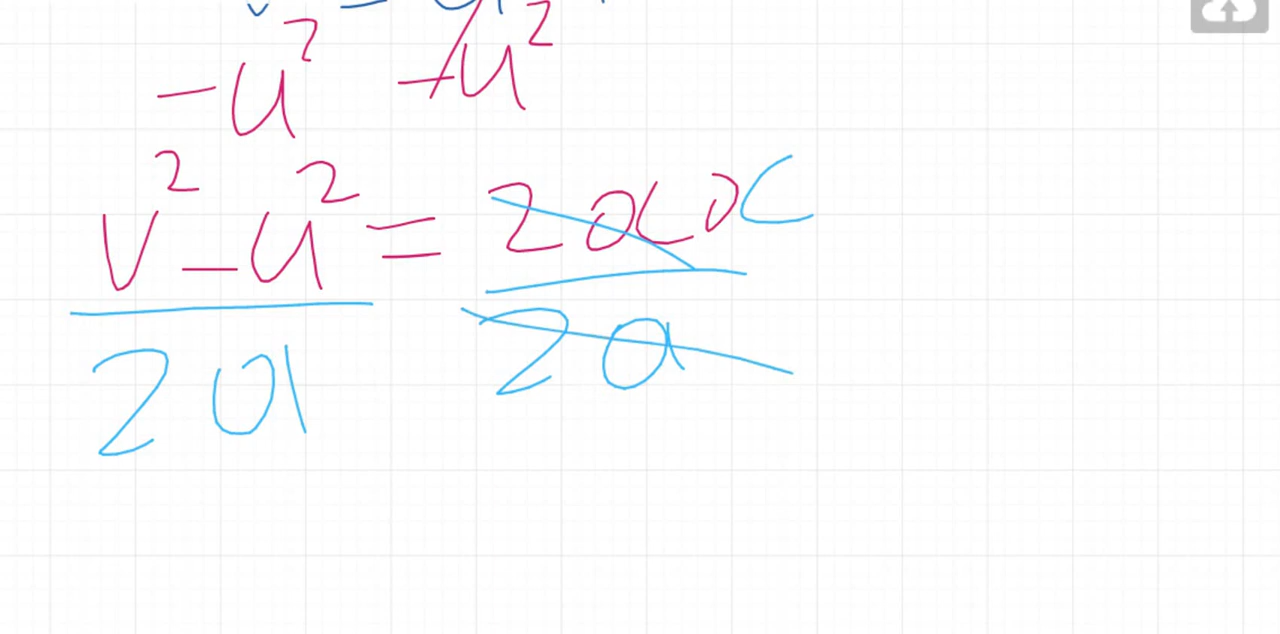 -u² -u²
v² - u² = 2ax
2a 2a